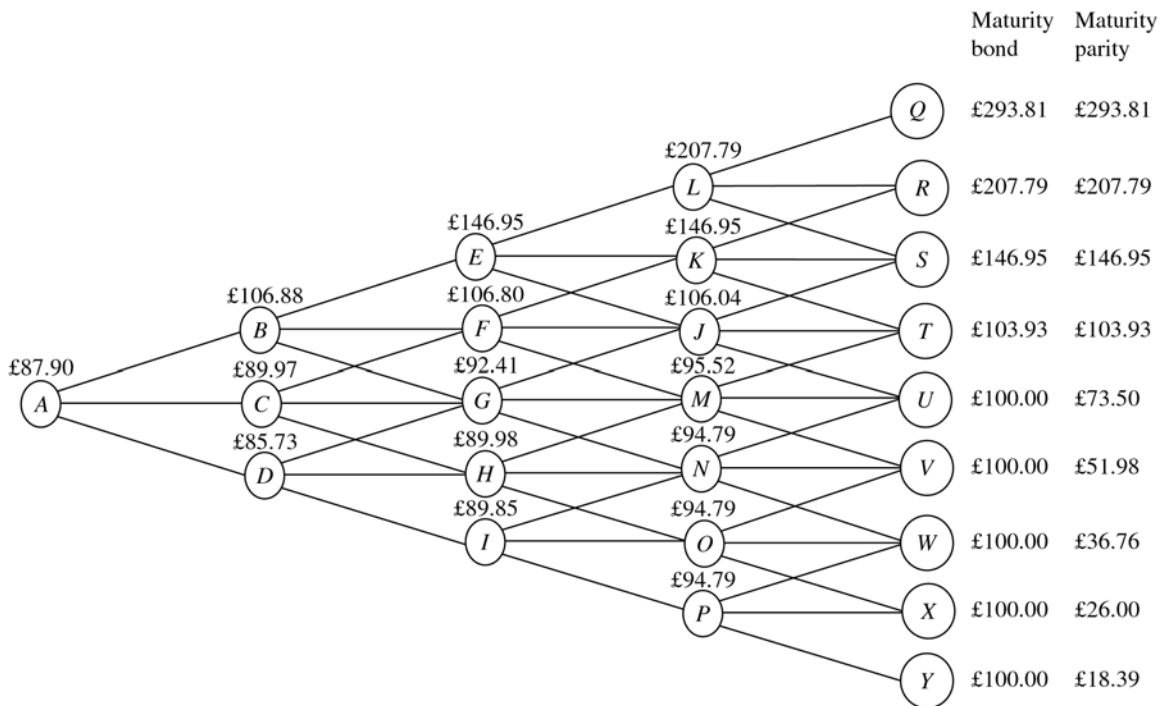 Maturity Maturity
bond parity
Q £293.81 £293.81
£207.79
L R £207.79 £207.79
£146.95 £146.95
E K S £146.95 £146.95
£106.88 £106.80 £106.04
B F J T £103.93 £103.93
£87.90 £89.97 £92.41 £95.52
A C G M U £100.00 £73.50
£85.73 £89.98 £94.79
D H N V £100.00 £51.98
£89.85 £94.79
I O W £100.00 £36.76
£94.79
P X £100.00 £26.00
Y £100.00 £18.39